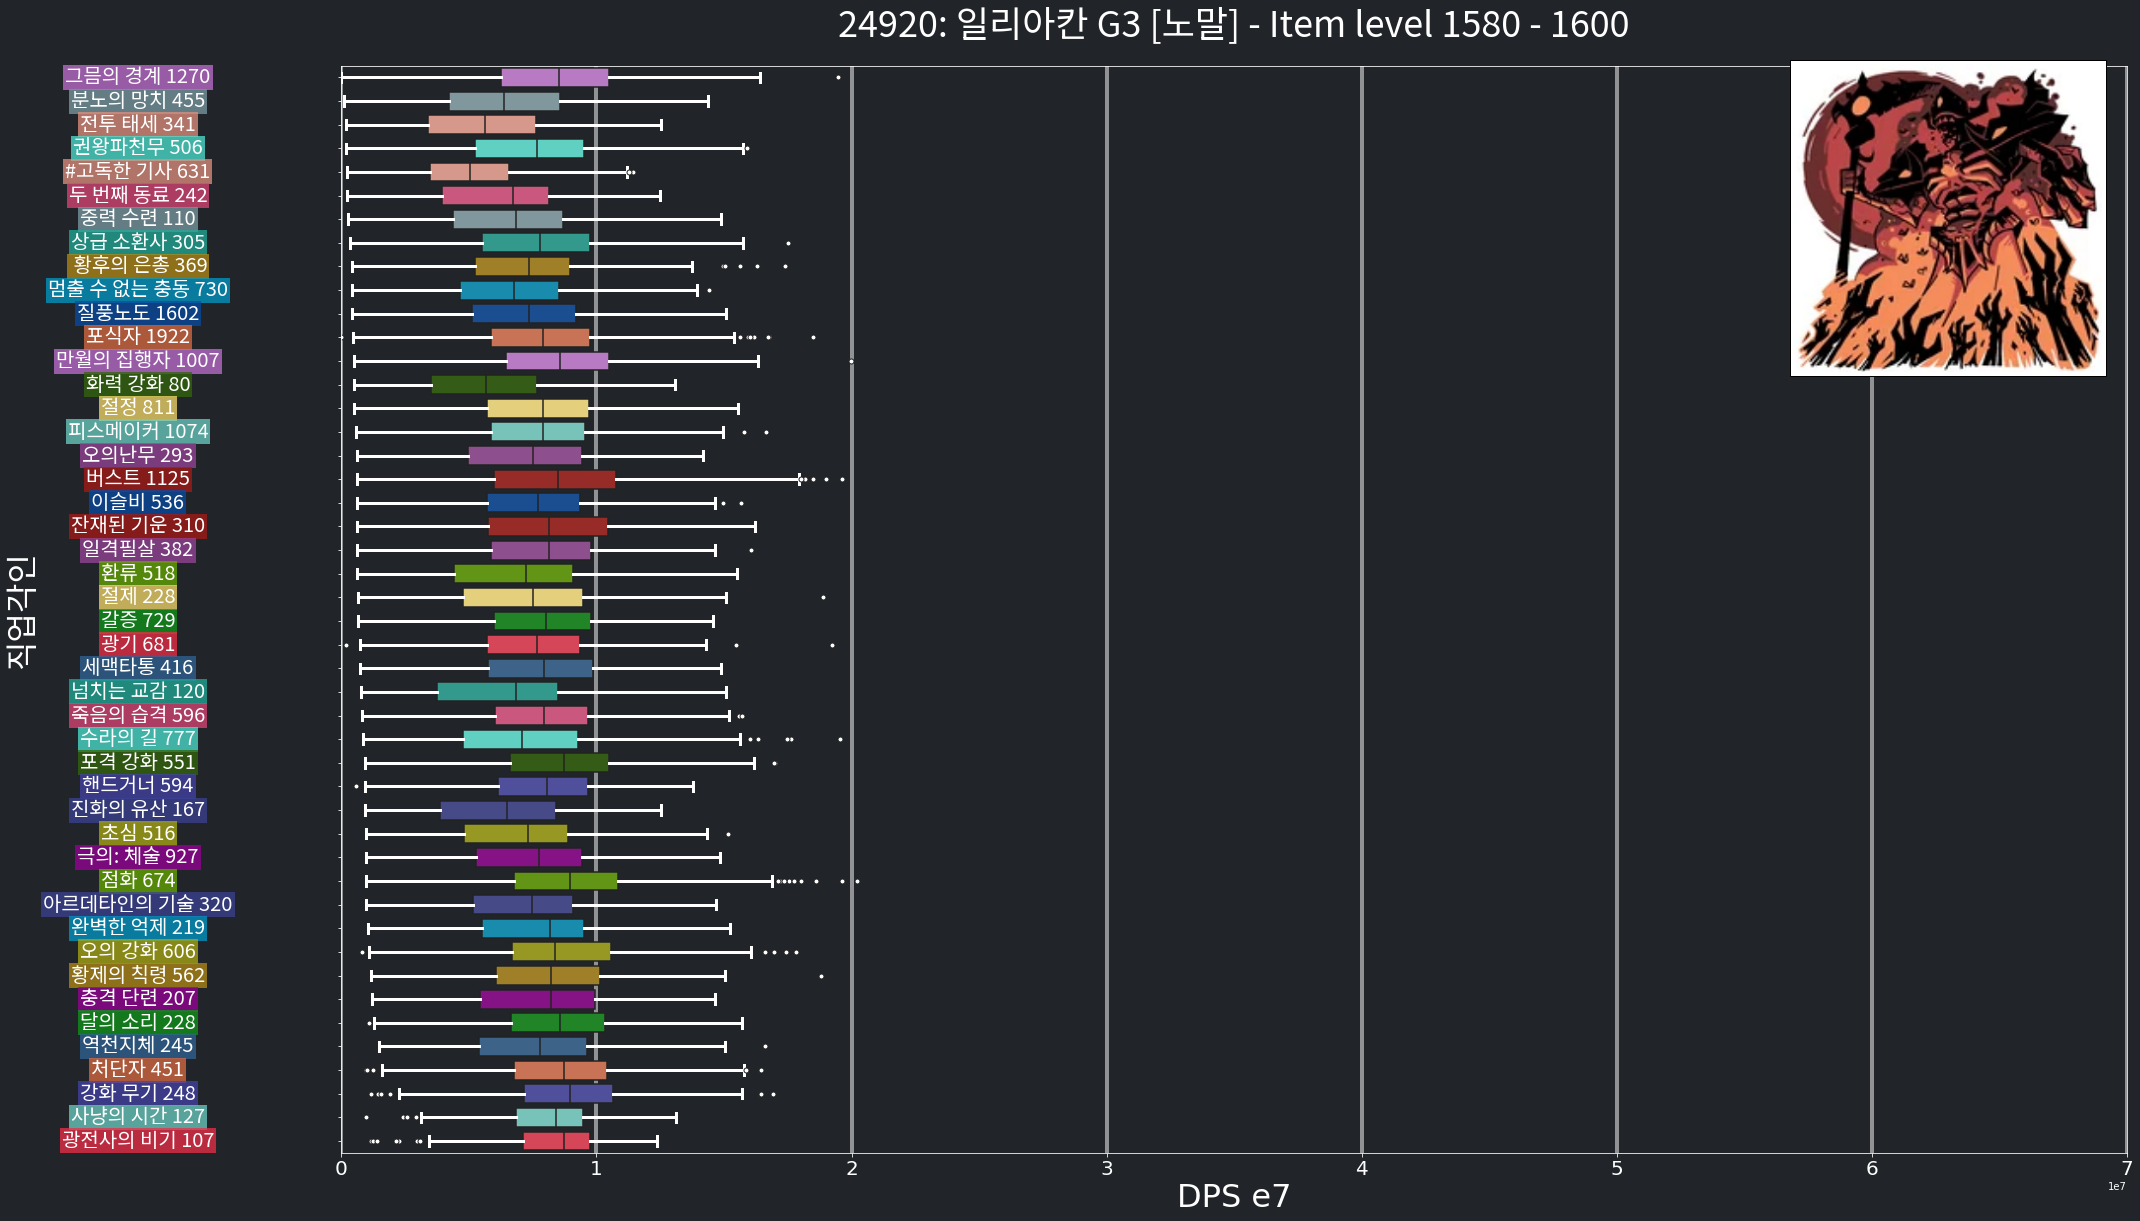 24920: 일리아칸 G3 [노말] - Item level 1580 - 1600
그믐의 경계 1270
분노의 망치 455
전투 태세 341
권왕파천무 506
#고독한 기사 631
두 번째 동료 242
중력 수련 110
상급 소환사 305
황후의 은총 369
멈출 수 없는 충동 730
질풍노도 1602
포식자 1922
만월의 집행자 1007
화력 강화 80
절정 811
피스메이커 1074
오의난무 293
버스트 1125
이슬비 536
잔재된 기운 310
일격필살 382
환류 518
절제 228
갈증 729
광기 681
세맥타통 416
넘치는 교감 120
죽음의 습격 596
수라의 길 777
포격 강화 551
핸드거너 594
진화의 유산 167
초심 516
극의: 체술 927
점화 674
아르데타인의 기술 320
완벽한 억제 219
오의 강화 606
황제의 칙령 562
충격 단련 207
달의 소리 228
역천지체 245
처단자 451
강화 무기 248
사냥의 시간 127
광전사의 비기 107
직업각인
0 1 2 3 4 5 6 7
1e7
DPS e7